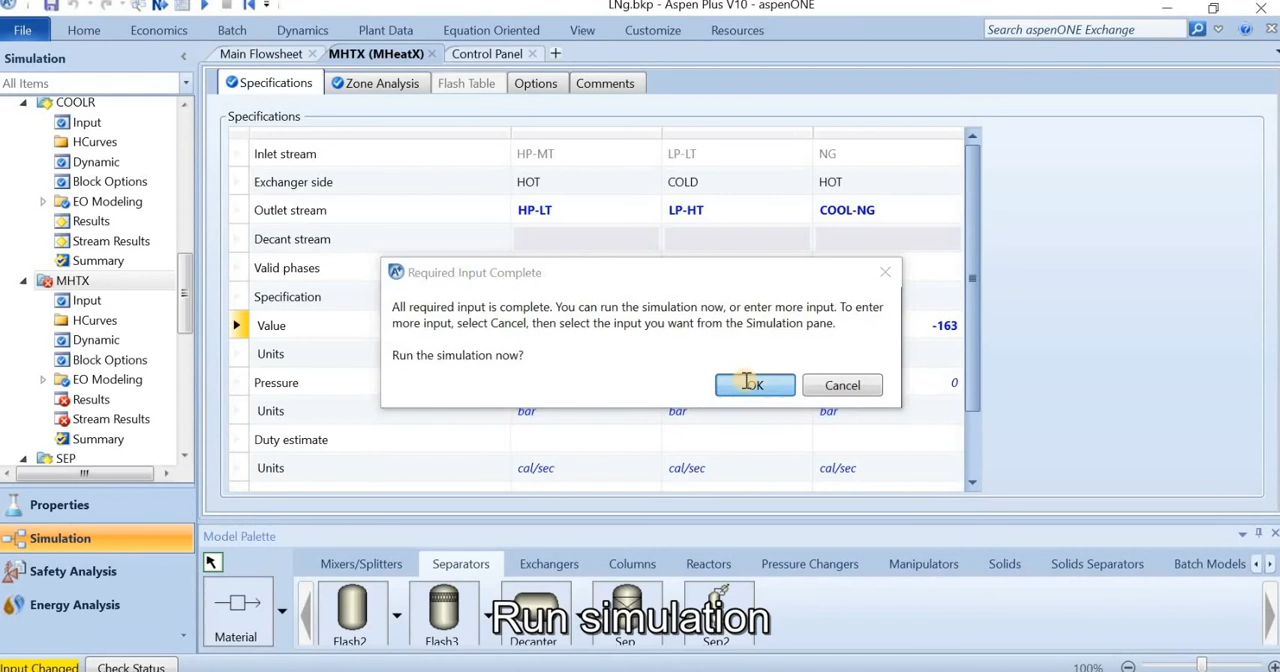 LNg.bkp - Aspen Plus V10 - aspenONE
File Home Economics Batch Dynamics Plant Data Equation Oriented View Customize Resources Search aspenONE Exchange
Simulation
Main Flowsheet MHTX (MHeatX) Control Panel
All Items
Specifications Zone Analysis Flash Table Options Comments
COOLR
Input
HCurves
Dynamic
Block Options
EO Modeling
Results
Stream Results
Summary
MHTX
Input
HCurves
Dynamic
Block Options
EO Modeling
Results
Stream Results
Summary
SEP
Specifications
Inlet stream HP-MT LP-LT NG
Exchanger side HOT COLD HOT
Outlet stream HP-LT LP-HT COOL-NG
Decant stream
Valid phases
Specification
Value -163
Units
Pressure 0
Units bar bar bar
Duty estimate
Units cal/sec cal/sec cal/sec
Required Input Complete
All required input is complete. You can run the simulation now, or enter more input. To enter
more input, select Cancel, then select the input you want from the Simulation pane.
Run the simulation now?
OK Cancel
Properties
Simulation
Safety Analysis
Energy Analysis
Model Palette
Mixers/Splitters Separators Exchangers Columns Reactors Pressure Changers Manipulators Solids Solids Separators Batch Models
Material Flash2 Flash3 Decanter Sep Sep2
Run simulation
Input Changed Check Status 100%